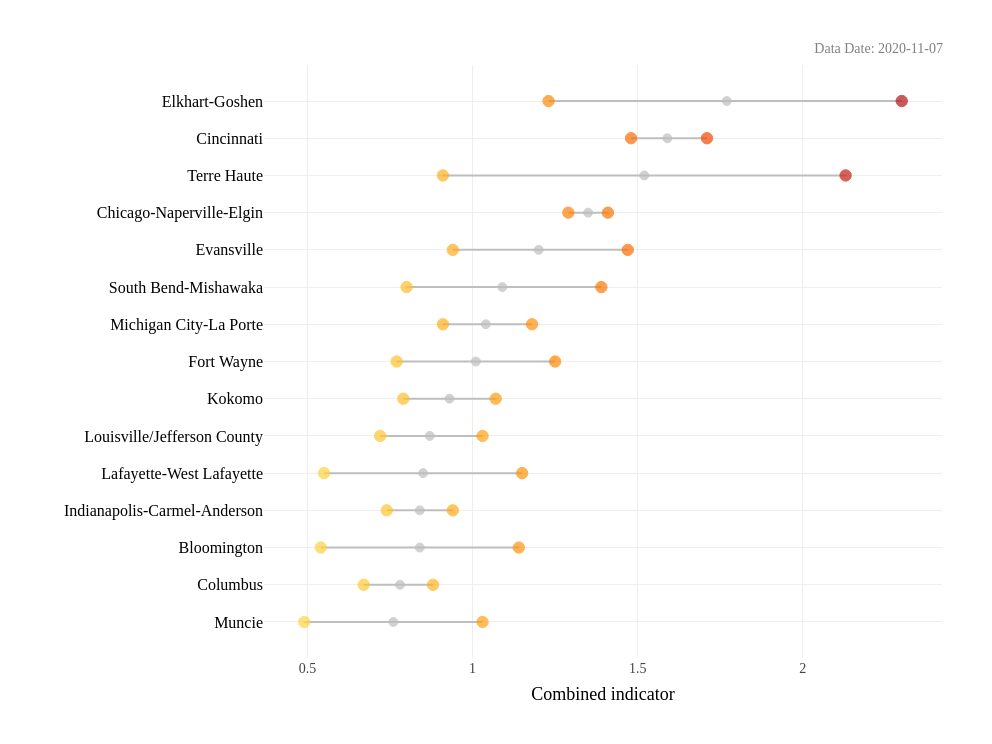 Data Date: 2020-11-07
Elkhart-Goshen
Cincinnati
Terre Haute
Chicago-Naperville-Elgin
Evansville
South Bend-Mishawaka
Michigan City-La Porte
Fort Wayne
Kokomo
Louisville/Jefferson County
Lafayette-West Lafayette
Indianapolis-Carmel-Anderson
Bloomington
Columbus
Muncie
0.5 1 1.5 2
Combined indicator